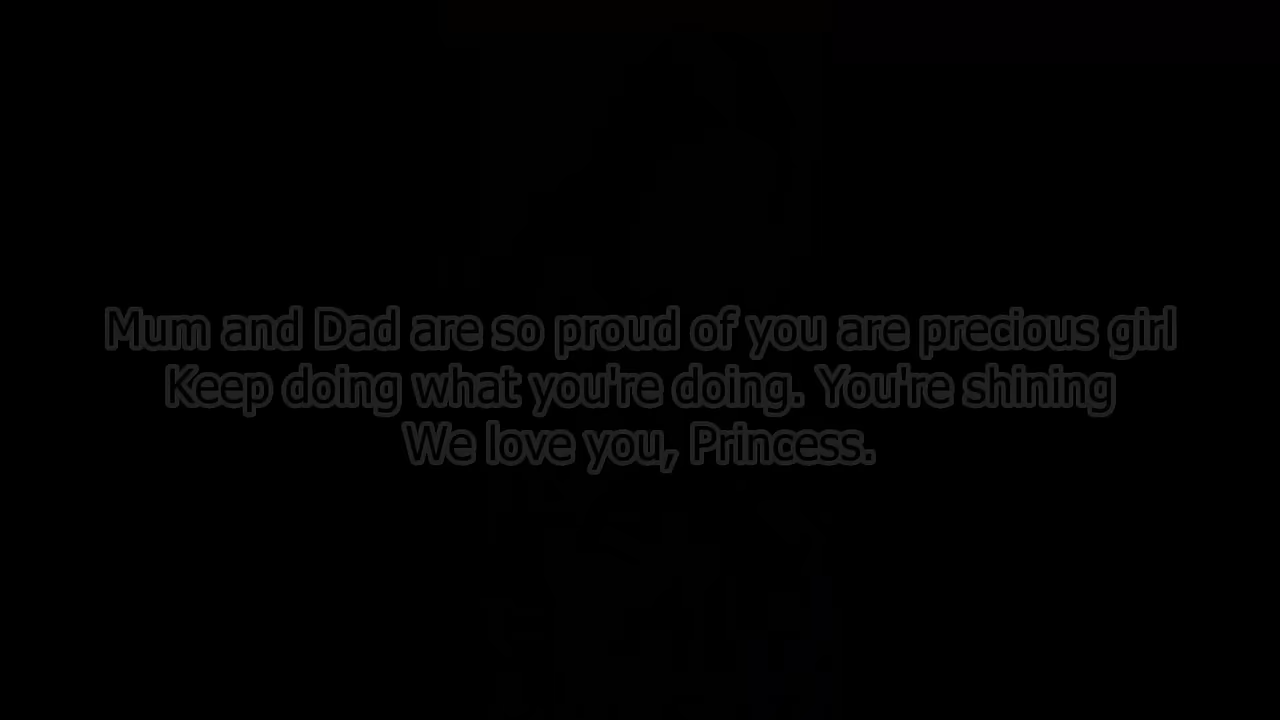 Mum and Dad are so proud of you are precious girl
Keep doing what you're doing. You're shining
We love you, Princess.